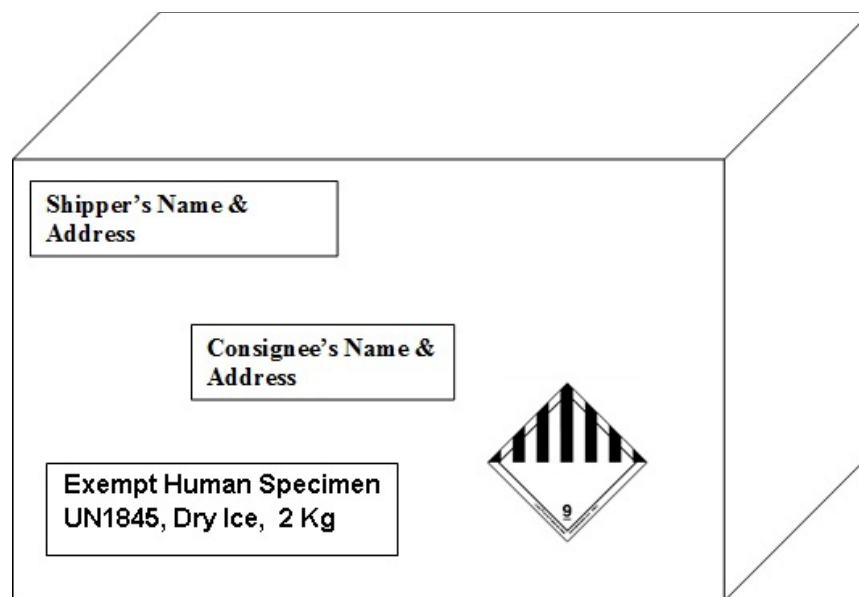 Shipper's Name &
Address
Consignee's Name &
Address
Exempt Human Specimen
UN1845, Dry Ice, 2 Kg
9